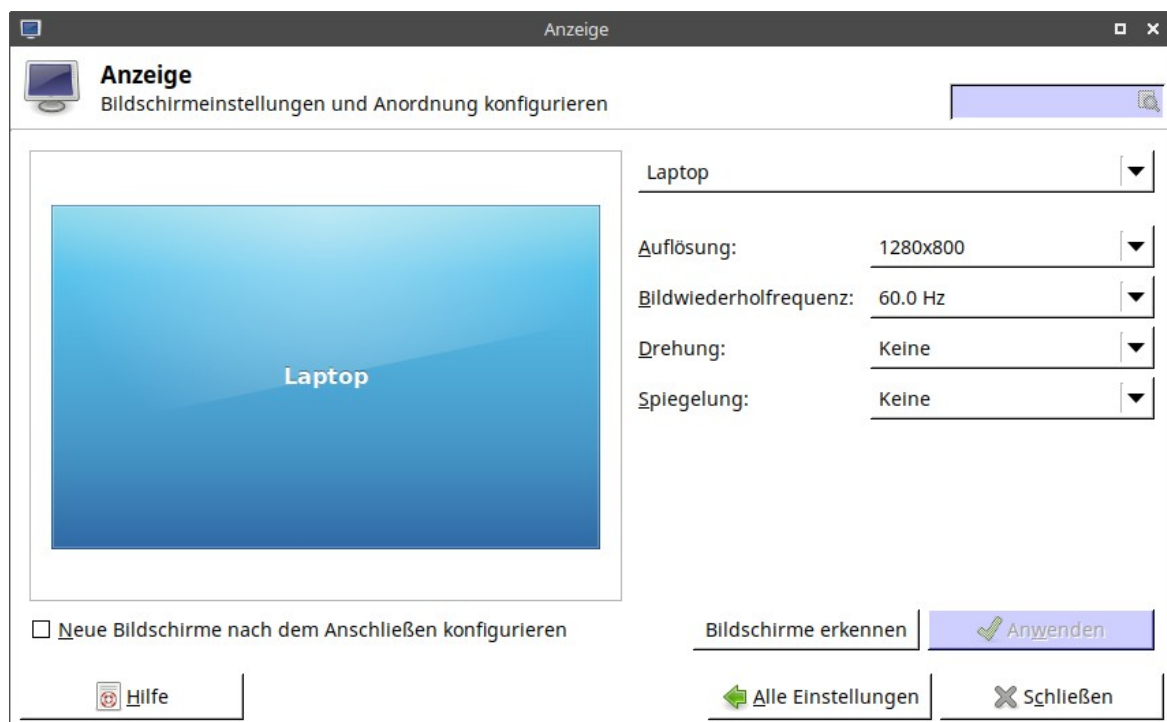 Anzeige
Anzeige
Bildschirmeinstellungen und Anordnung konfigurieren
Laptop
Laptop
Auflösung: 1280x800
Bildwiederholfrequenz: 60.0 Hz
Drehung: Keine
Spiegelung: Keine
Neue Bildschirme nach dem Anschließen konfigurieren
Bildschirme erkennen
Anwenden
Hilfe
Alle Einstellungen
Schließen